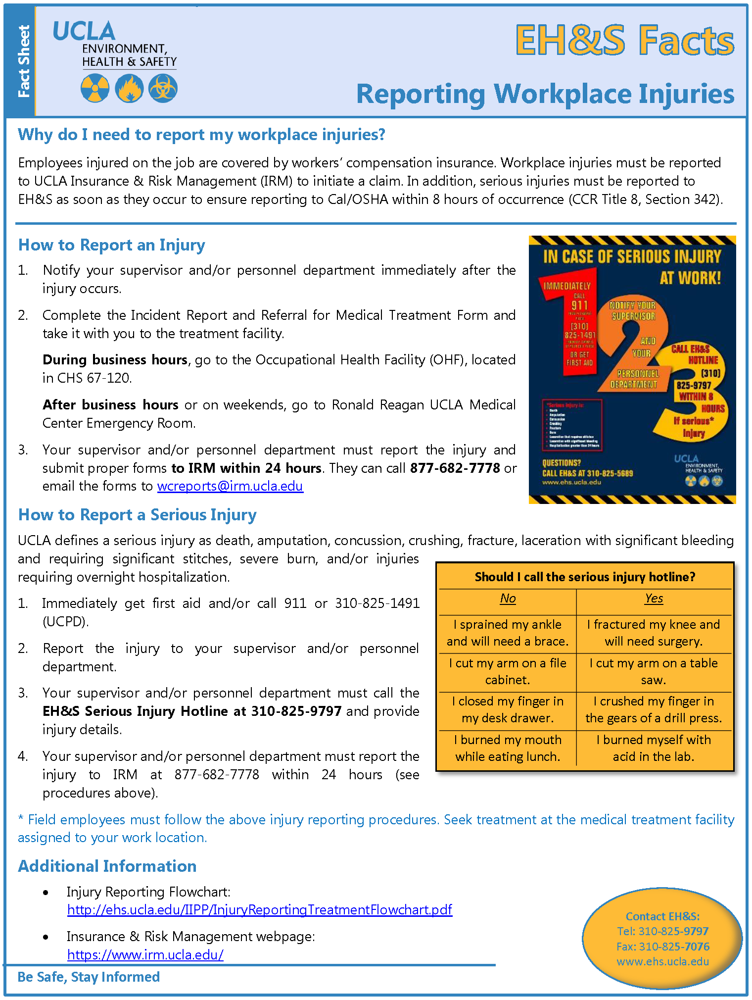 Fact Sheet
UCLA
ENVIRONMENT,
HEALTH & SAFETY
EH&S Facts
Reporting Workplace Injuries
Why do I need to report my workplace injuries?
Employees injured on the job are covered by workers’ compensation insurance. Workplace injuries must be reported
to UCLA Insurance & Risk Management (IRM) to initiate a claim. In addition, serious injuries must be reported to
EH&S as soon as they occur to ensure reporting to Cal/OSHA within 8 hours of occurrence (CCR Title 8, Section 342).
How to Report an Injury
1. Notify your supervisor and/or personnel department immediately after the
injury occurs.
2. Complete the Incident Report and Referral for Medical Treatment Form and
take it with you to the treatment facility.
During business hours, go to the Occupational Health Facility (OHF), located
in CHS 67-120.
After business hours or on weekends, go to Ronald Reagan UCLA Medical
Center Emergency Room.
3. Your supervisor and/or personnel department must report the injury and
submit proper forms to IRM within 24 hours. They can call 877-682-7778 or
email the forms to wcreports@irm.ucla.edu
IN CASE OF SERIOUS INJURY
AT WORK!
IMMEDIATELY
CALL
911
(310)
825-1491
OR GET
FIRST AID
NOTIFY YOUR
SUPERVISOR
AND
YOUR
PERSONNEL
DEPARTMENT
CALL EH&S
HOTLINE
(310)
825-9797
WITHIN 8
HOURS
If serious*
Injury
*Serious Injury is:
Death
Amputation
Concussion
Crushing
Fracture
Burn
Laceration that requires stitches
Laceration with significant bleeding
Hospitalization greater than 24 hours
QUESTIONS?
CALL EH&S AT 310-825-5689
www.ehs.ucla.edu
UCLA
ENVIRONMENT,
HEALTH & SAFETY
How to Report a Serious Injury
UCLA defines a serious injury as death, amputation, concussion, crushing, fracture, laceration with significant bleeding
and requiring significant stitches, severe burn, and/or injuries
requiring overnight hospitalization.
1. Immediately get first aid and/or call 911 or 310-825-1491
(UCPD).
2. Report the injury to your supervisor and/or personnel
department.
3. Your supervisor and/or personnel department must call the
EH&S Serious Injury Hotline at 310-825-9797 and provide
injury details.
4. Your supervisor and/or personnel department must report the
injury to IRM at 877-682-7778 within 24 hours (see
procedures above).
Should I call the serious injury hotline?
No Yes
I sprained my ankle I fractured my knee and
and will need a brace. will need surgery.
I cut my arm on a file I cut my arm on a table
cabinet. saw.
I closed my finger in I crushed my finger in
my desk drawer. the gears of a drill press.
I burned my mouth I burned myself with
while eating lunch. acid in the lab.
* Field employees must follow the above injury reporting procedures. Seek treatment at the medical treatment facility
assigned to your work location.
Additional Information
• Injury Reporting Flowchart:
http://ehs.ucla.edu/IIPP/InjuryReportingTreatmentFlowchart.pdf
• Insurance & Risk Management webpage:
https://www.irm.ucla.edu/
Contact EH&S:
Tel: 310-825-9797
Fax: 310-825-7076
www.ehs.ucla.edu
Be Safe, Stay Informed